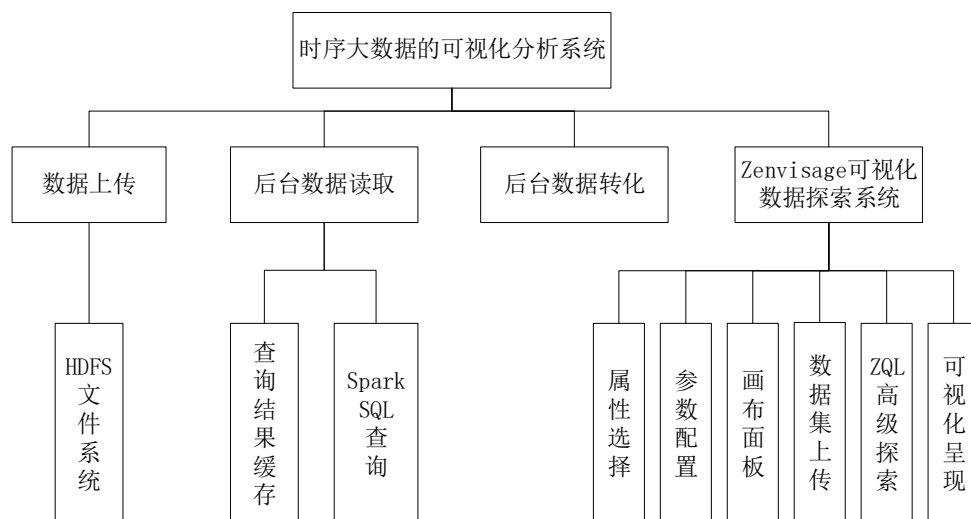 时序大数据的可视化分析系统
数据上传
后台数据读取
后台数据转化
Zenvisage可视化
数据探索系统
HDFS
文件系统
查询结果缓存
Spark
SQL
查询
属性选择
参数配置
画布面板
数据集上传
ZQL
高级探索
可视化呈现